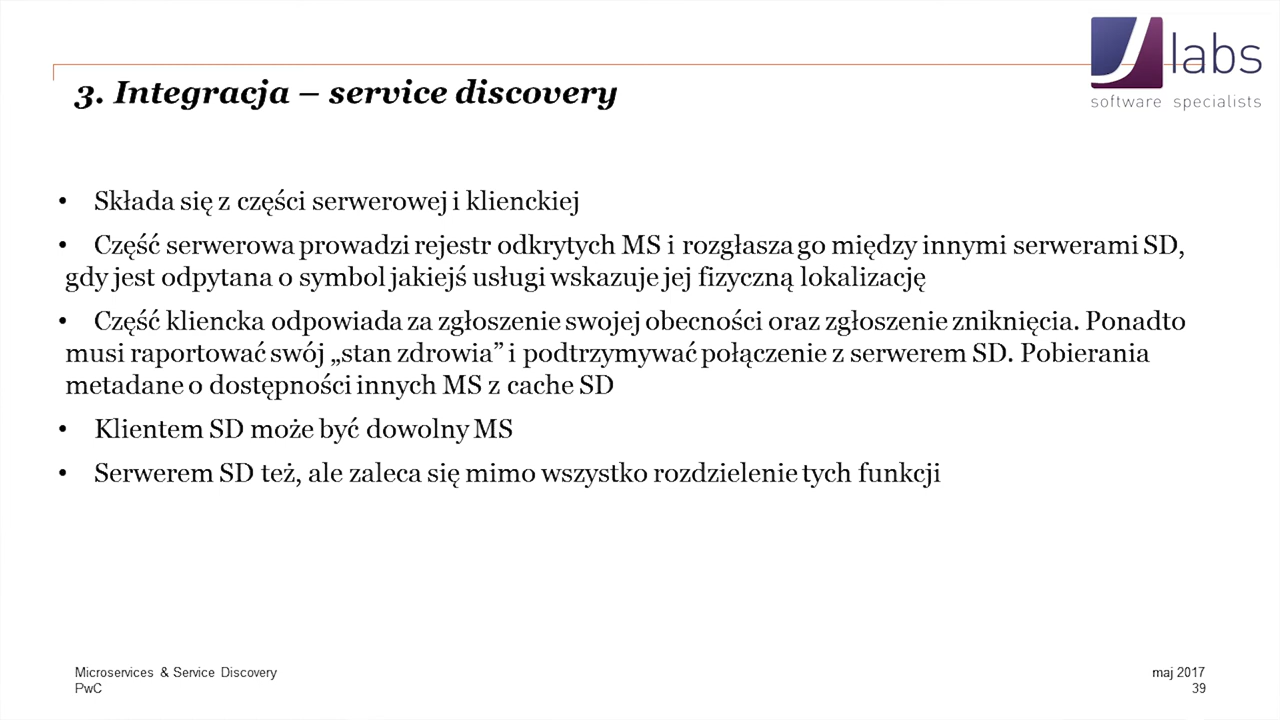 labs
software specialists
3. Integracja – service discovery
• Składa się z części serwerowej i klienckiej
• Część serwerowa prowadzi rejestr odkrytych MS i rozgłasza go między innymi serwerami SD,
gdy jest odpytana o symbol jakiejś usługi wskazuje jej fizyczną lokalizację
• Część kliencka odpowiada za zgłoszenie swojej obecności oraz zgłoszenie zniknięcia. Ponadto
musi raportować swój „stan zdrowia” i podtrzymywać połączenie z serwerem SD. Pobierania
metadane o dostępności innych MS z cache SD
• Klientem SD może być dowolny MS
• Serwerem SD też, ale zaleca się mimo wszystko rozdzielenie tych funkcji
Microservices & Service Discovery
PwC
maj 2017
39